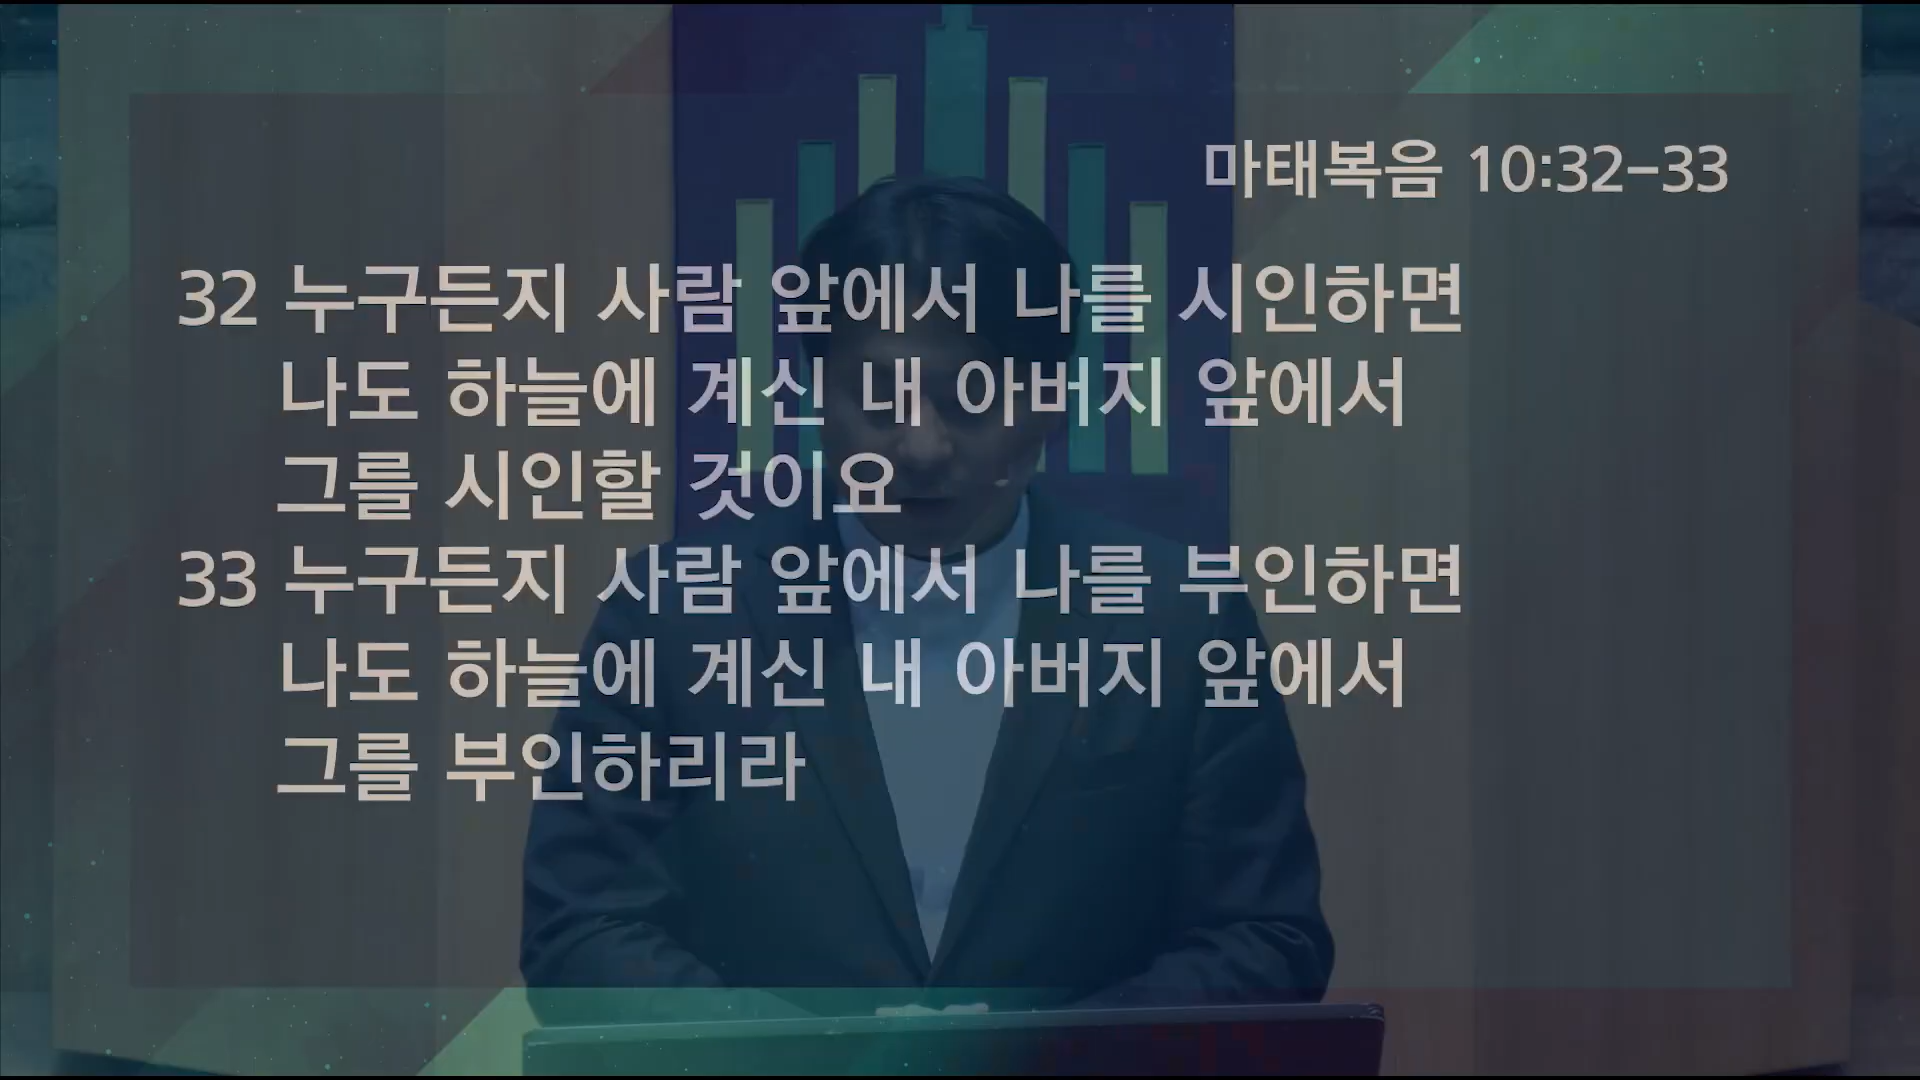 마태복음 10:32-33
32 누구든지 사람 앞에서 나를 시인하면
나도 하늘에 계신 내 아버지 앞에서
그를 시인할 것이요
33 누구든지 사람 앞에서 나를 부인하면
나도 하늘에 계신 내 아버지 앞에서
그를 부인하리라